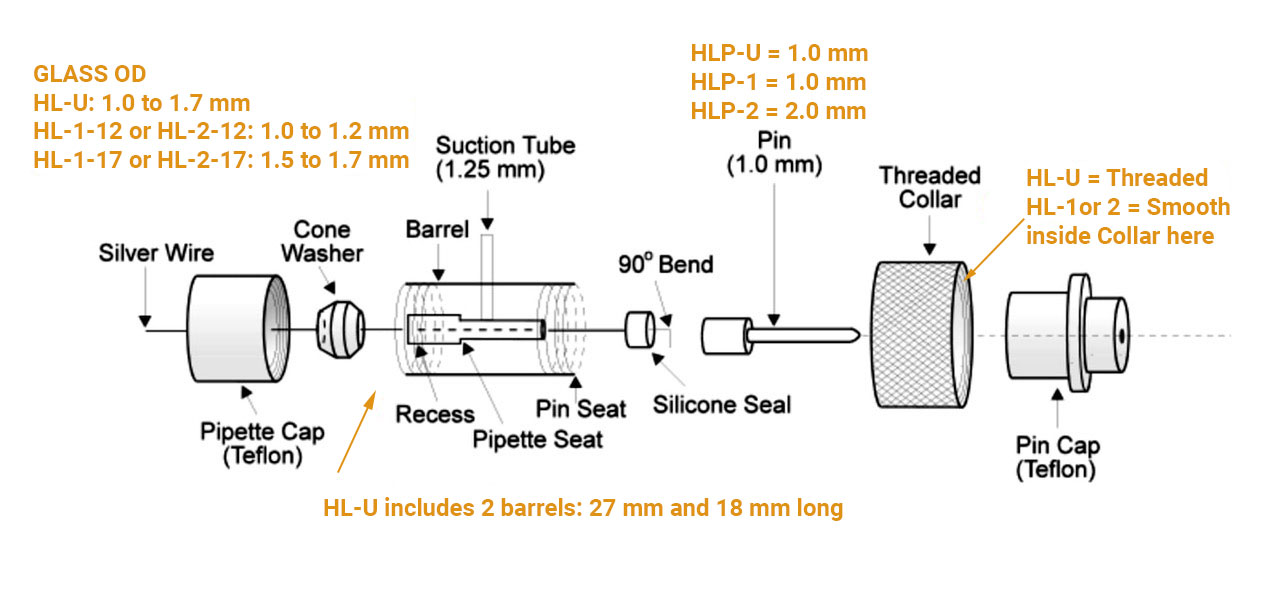 GLASS OD
HL-U: 1.0 to 1.7 mm
HL-1-12 or HL-2-12: 1.0 to 1.2 mm
HL-1-17 or HL-2-17: 1.5 to 1.7 mm
HLP-U = 1.0 mm
HLP-1 = 1.0 mm
HLP-2 = 2.0 mm
Suction Tube
(1.25 mm)
Pin
(1.0 mm)
Threaded
Collar
HL-U = Threaded
HL-1or 2 = Smooth
inside Collar here
Silver Wire
Cone
Washer
Barrel
90° Bend
Pipette Cap
(Teflon)
Recess
Pipette Seat
Pin Seat
Silicone Seal
Pin Cap
(Teflon)
HL-U includes 2 barrels: 27 mm and 18 mm long